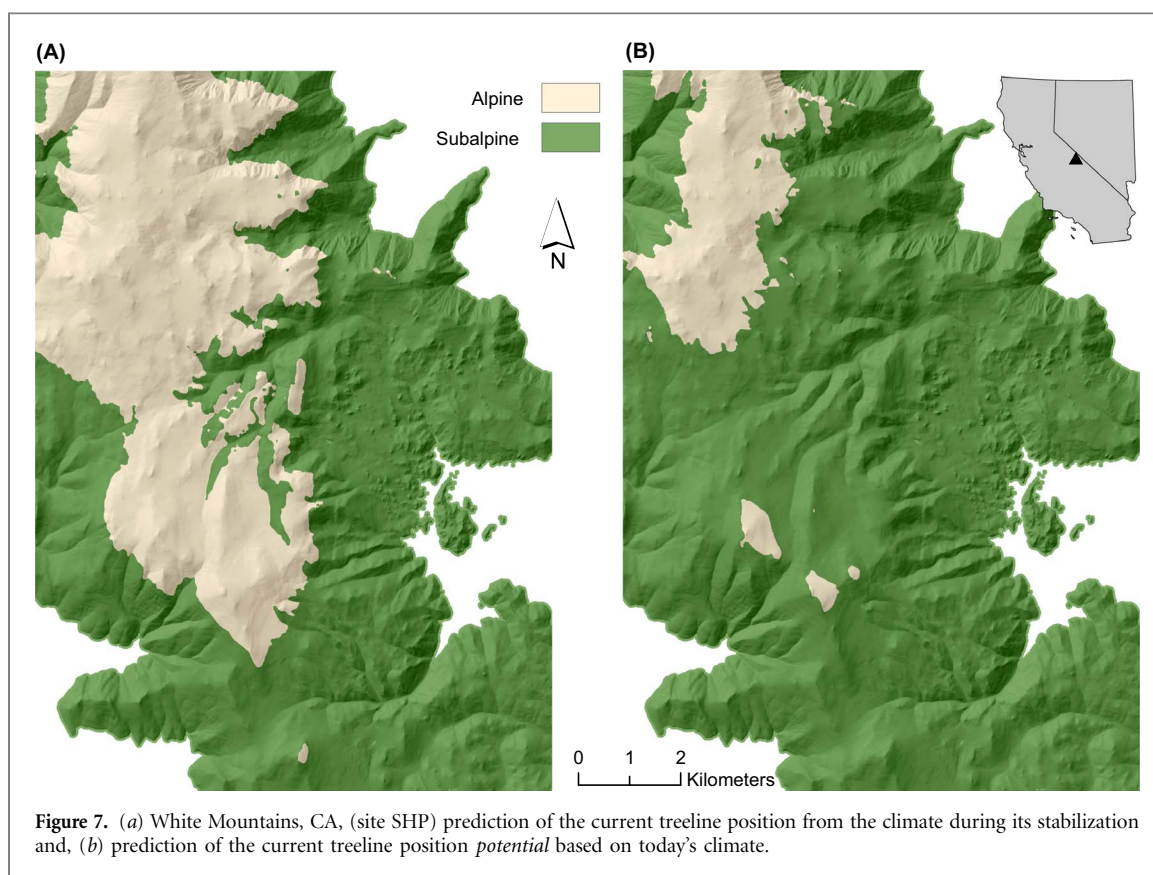 (A)
(B)
Alpine
Subalpine
N
0 1 2
Kilometers
Figure 7. (a) White Mountains, CA, (site SHP) prediction of the current treeline position from the climate during its stabilization
and, (b) prediction of the current treeline position potential based on today's climate.